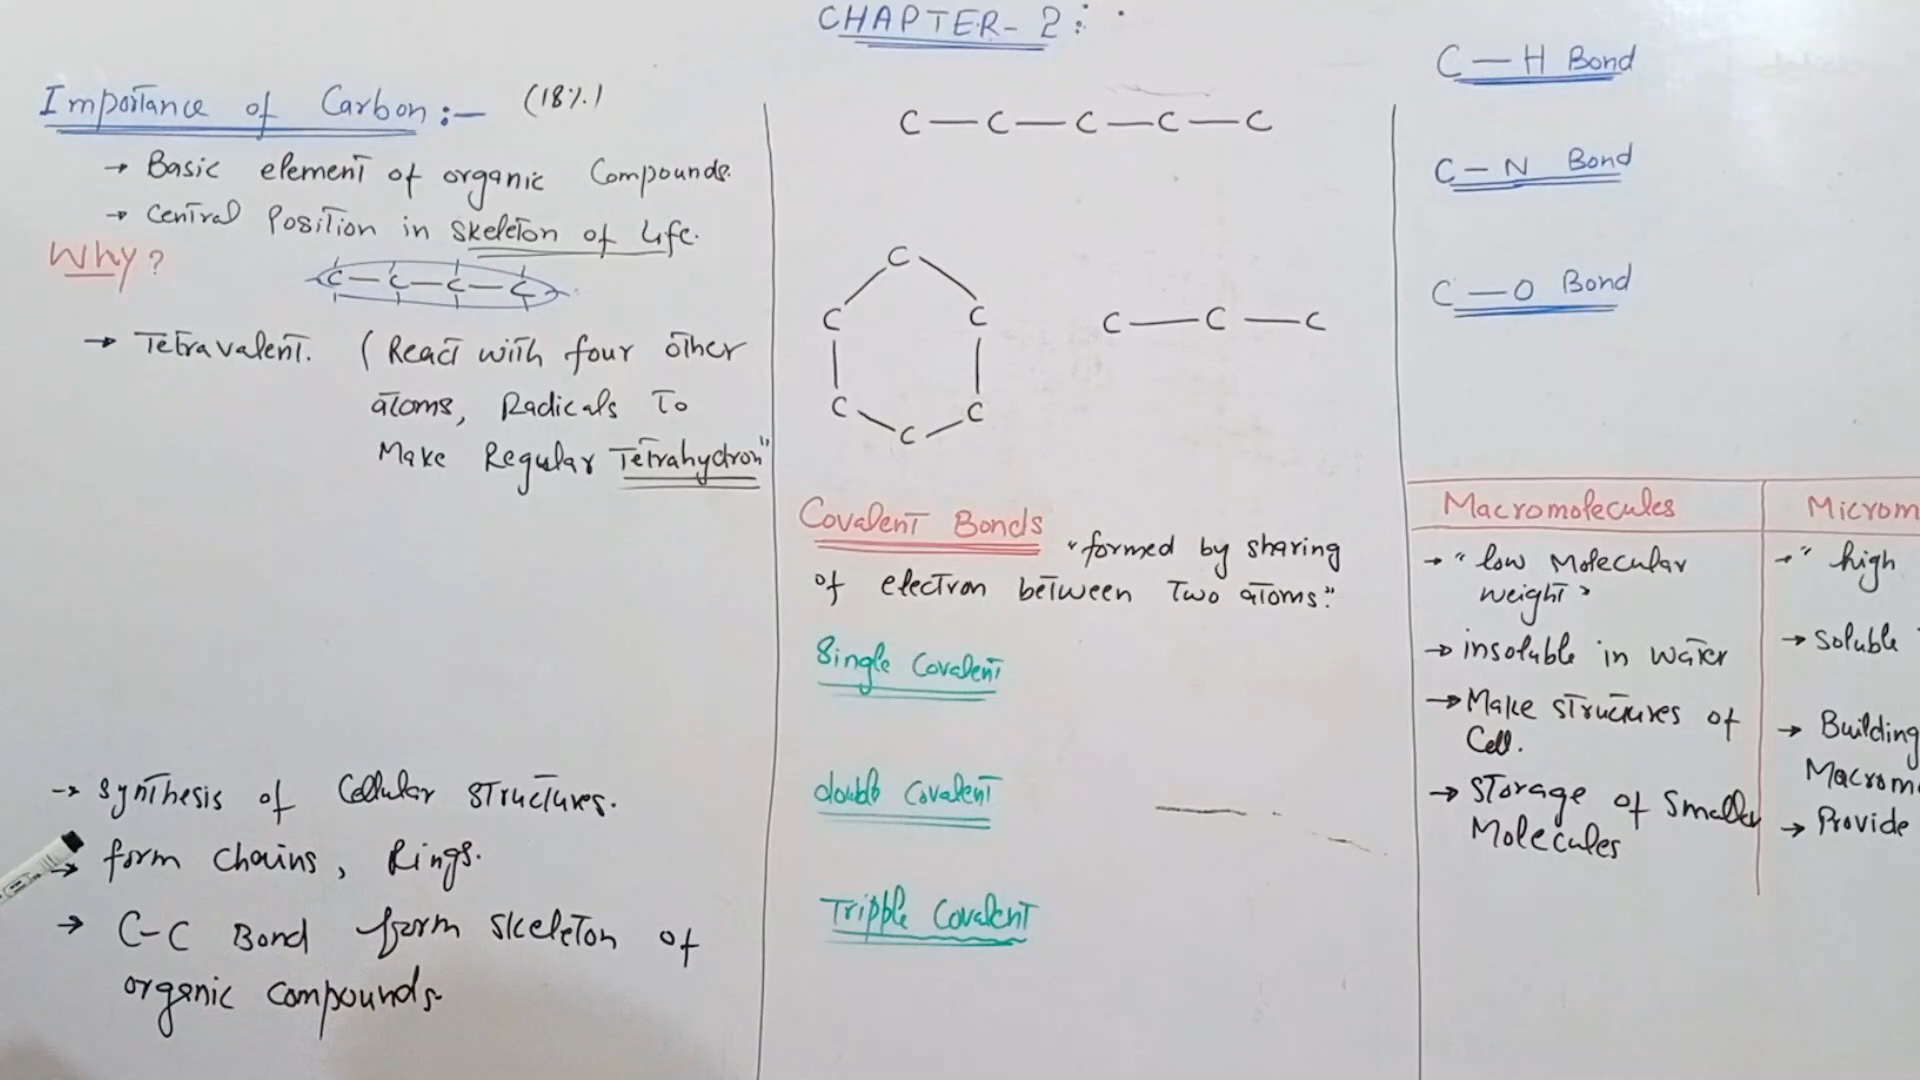 CHAPTER-2:
Importance of Carbon:- (18%)
→ Basic element of organic Compounds.
→ Central Position in skeleton of Life.
Why?
C-C-C-C
→ Tetravalent. (React with four other
atoms, Radicals To
Make Regular Tetrahydron"
→ synthesis of Cellular structures.
→ form chains, Rings.
→ C-C Bond form skeleton of
organic compounds.
C-C-C-C-C
C
C C
C C
C
C-C-C
Covalent Bonds "formed by sharing
of electron between Two atoms."
Single Covalent
double Covalent
Tripple Covalent
C-H Bond
C-N Bond
C-O Bond
Macromolecules
→ "low Molecular
weight"
→ insoluble in water
→ Make structures of
Cell.
→ Storage of Smaller
Molecules
Microm
→ " high
→ Soluble
→ Building
Macrom
→ Provide